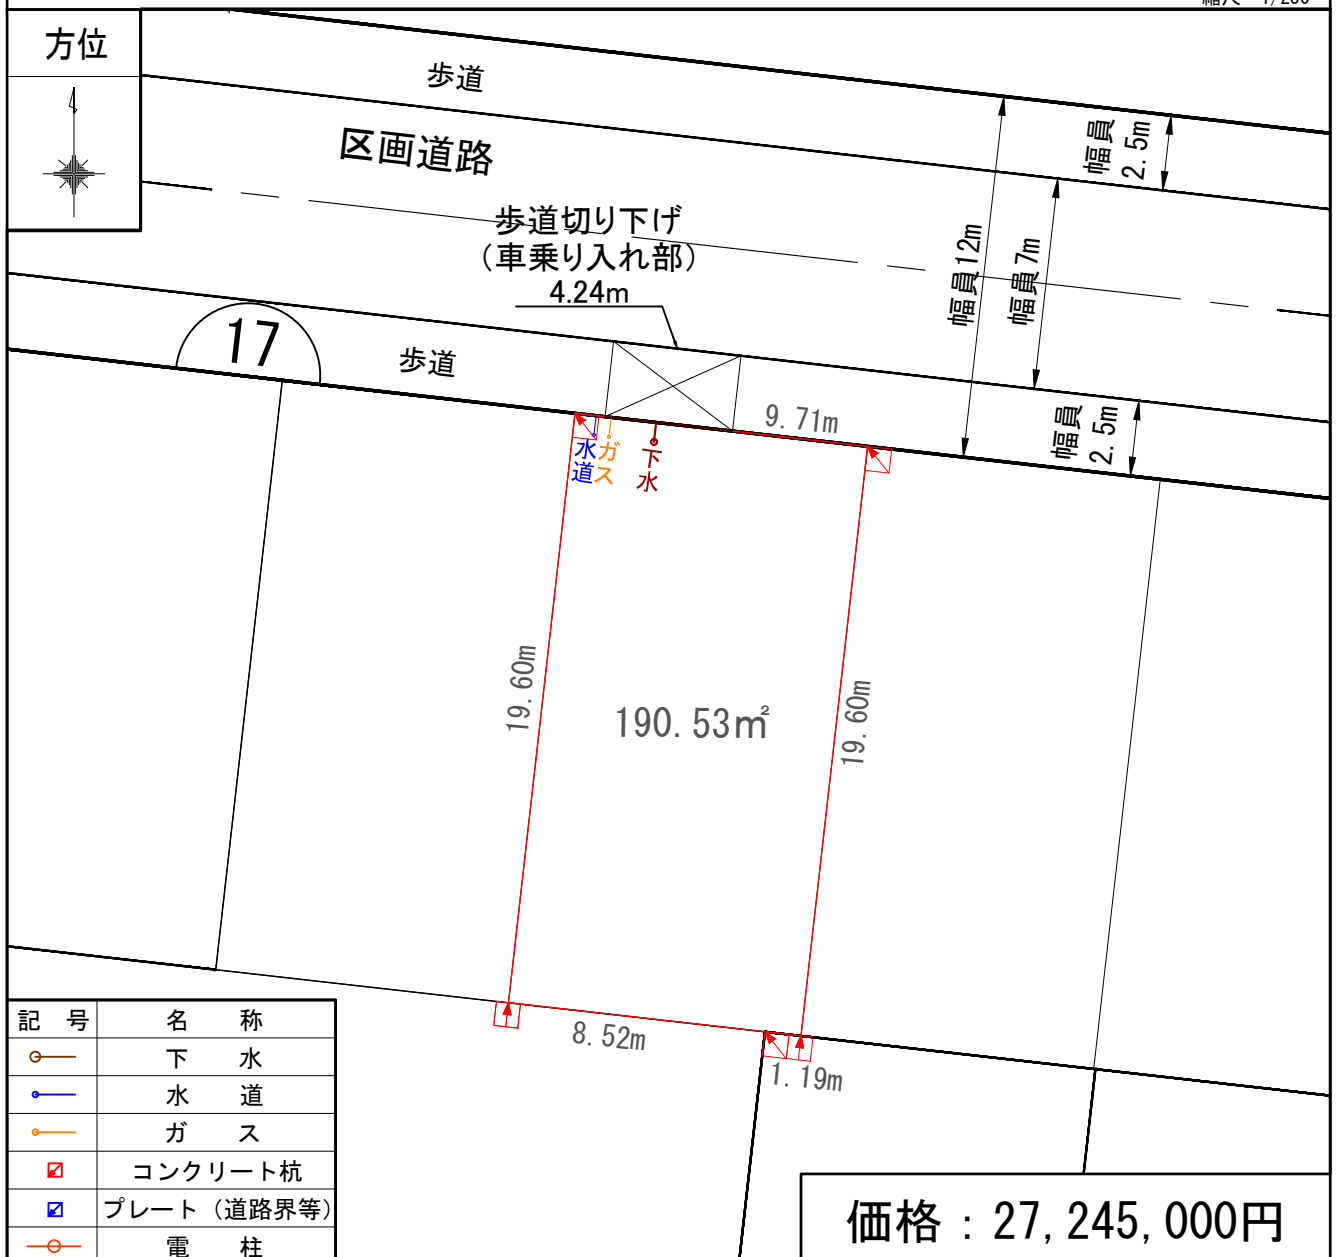 方位
歩道
区画道路
幅員
2.5m
歩道切り下げ
(車乗り入れ部)
4.24m
幅員12m
幅員7m
17
歩道
9.71m
幅員
2.5m
水道
ガス
下水
19.60m
190.53㎡
19.60m
8.52m
1.19m
記 号 名 称
下 水
水 道
ガ ス
コンクリート杭
プレート(道路界等)
電 柱
価格:27,245,000円